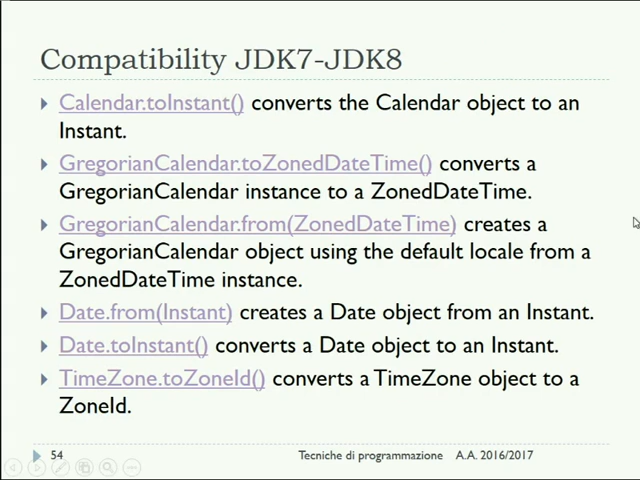 Compatibility JDK7-JDK8
Calendar.toInstant() converts the Calendar object to an
Instant.
GregorianCalendar.toZonedDateTime() converts a
GregorianCalendar instance to a ZonedDateTime.
GregorianCalendar.from(ZonedDateTime) creates a
GregorianCalendar object using the default locale from a
ZonedDateTime instance.
Date.from(Instant) creates a Date object from an Instant.
Date.toInstant() converts a Date object to an Instant.
TimeZone.toZoneId() converts a TimeZone object to a
ZoneId.
54 Tecniche di programmazione A.A. 2016/2017